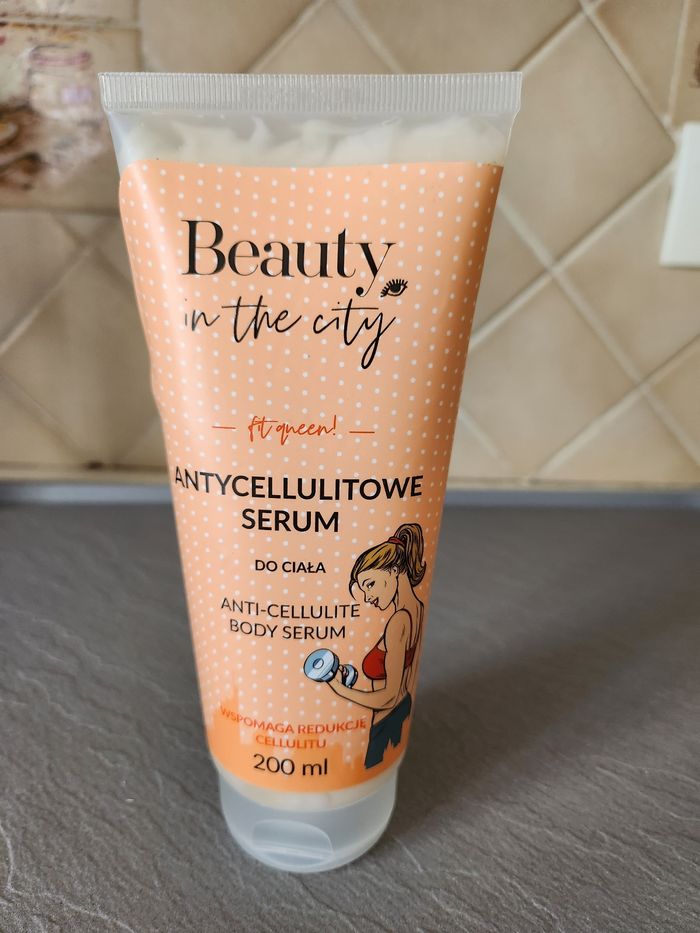 Beauty
in the city
— fit queen! —
ANTYCELLULITOWE
SERUM
DO CIAŁA
ANTI-CELLULITE
BODY SERUM
WSPOMAGA REDUKCJĘ
CELLULITU
200 ml